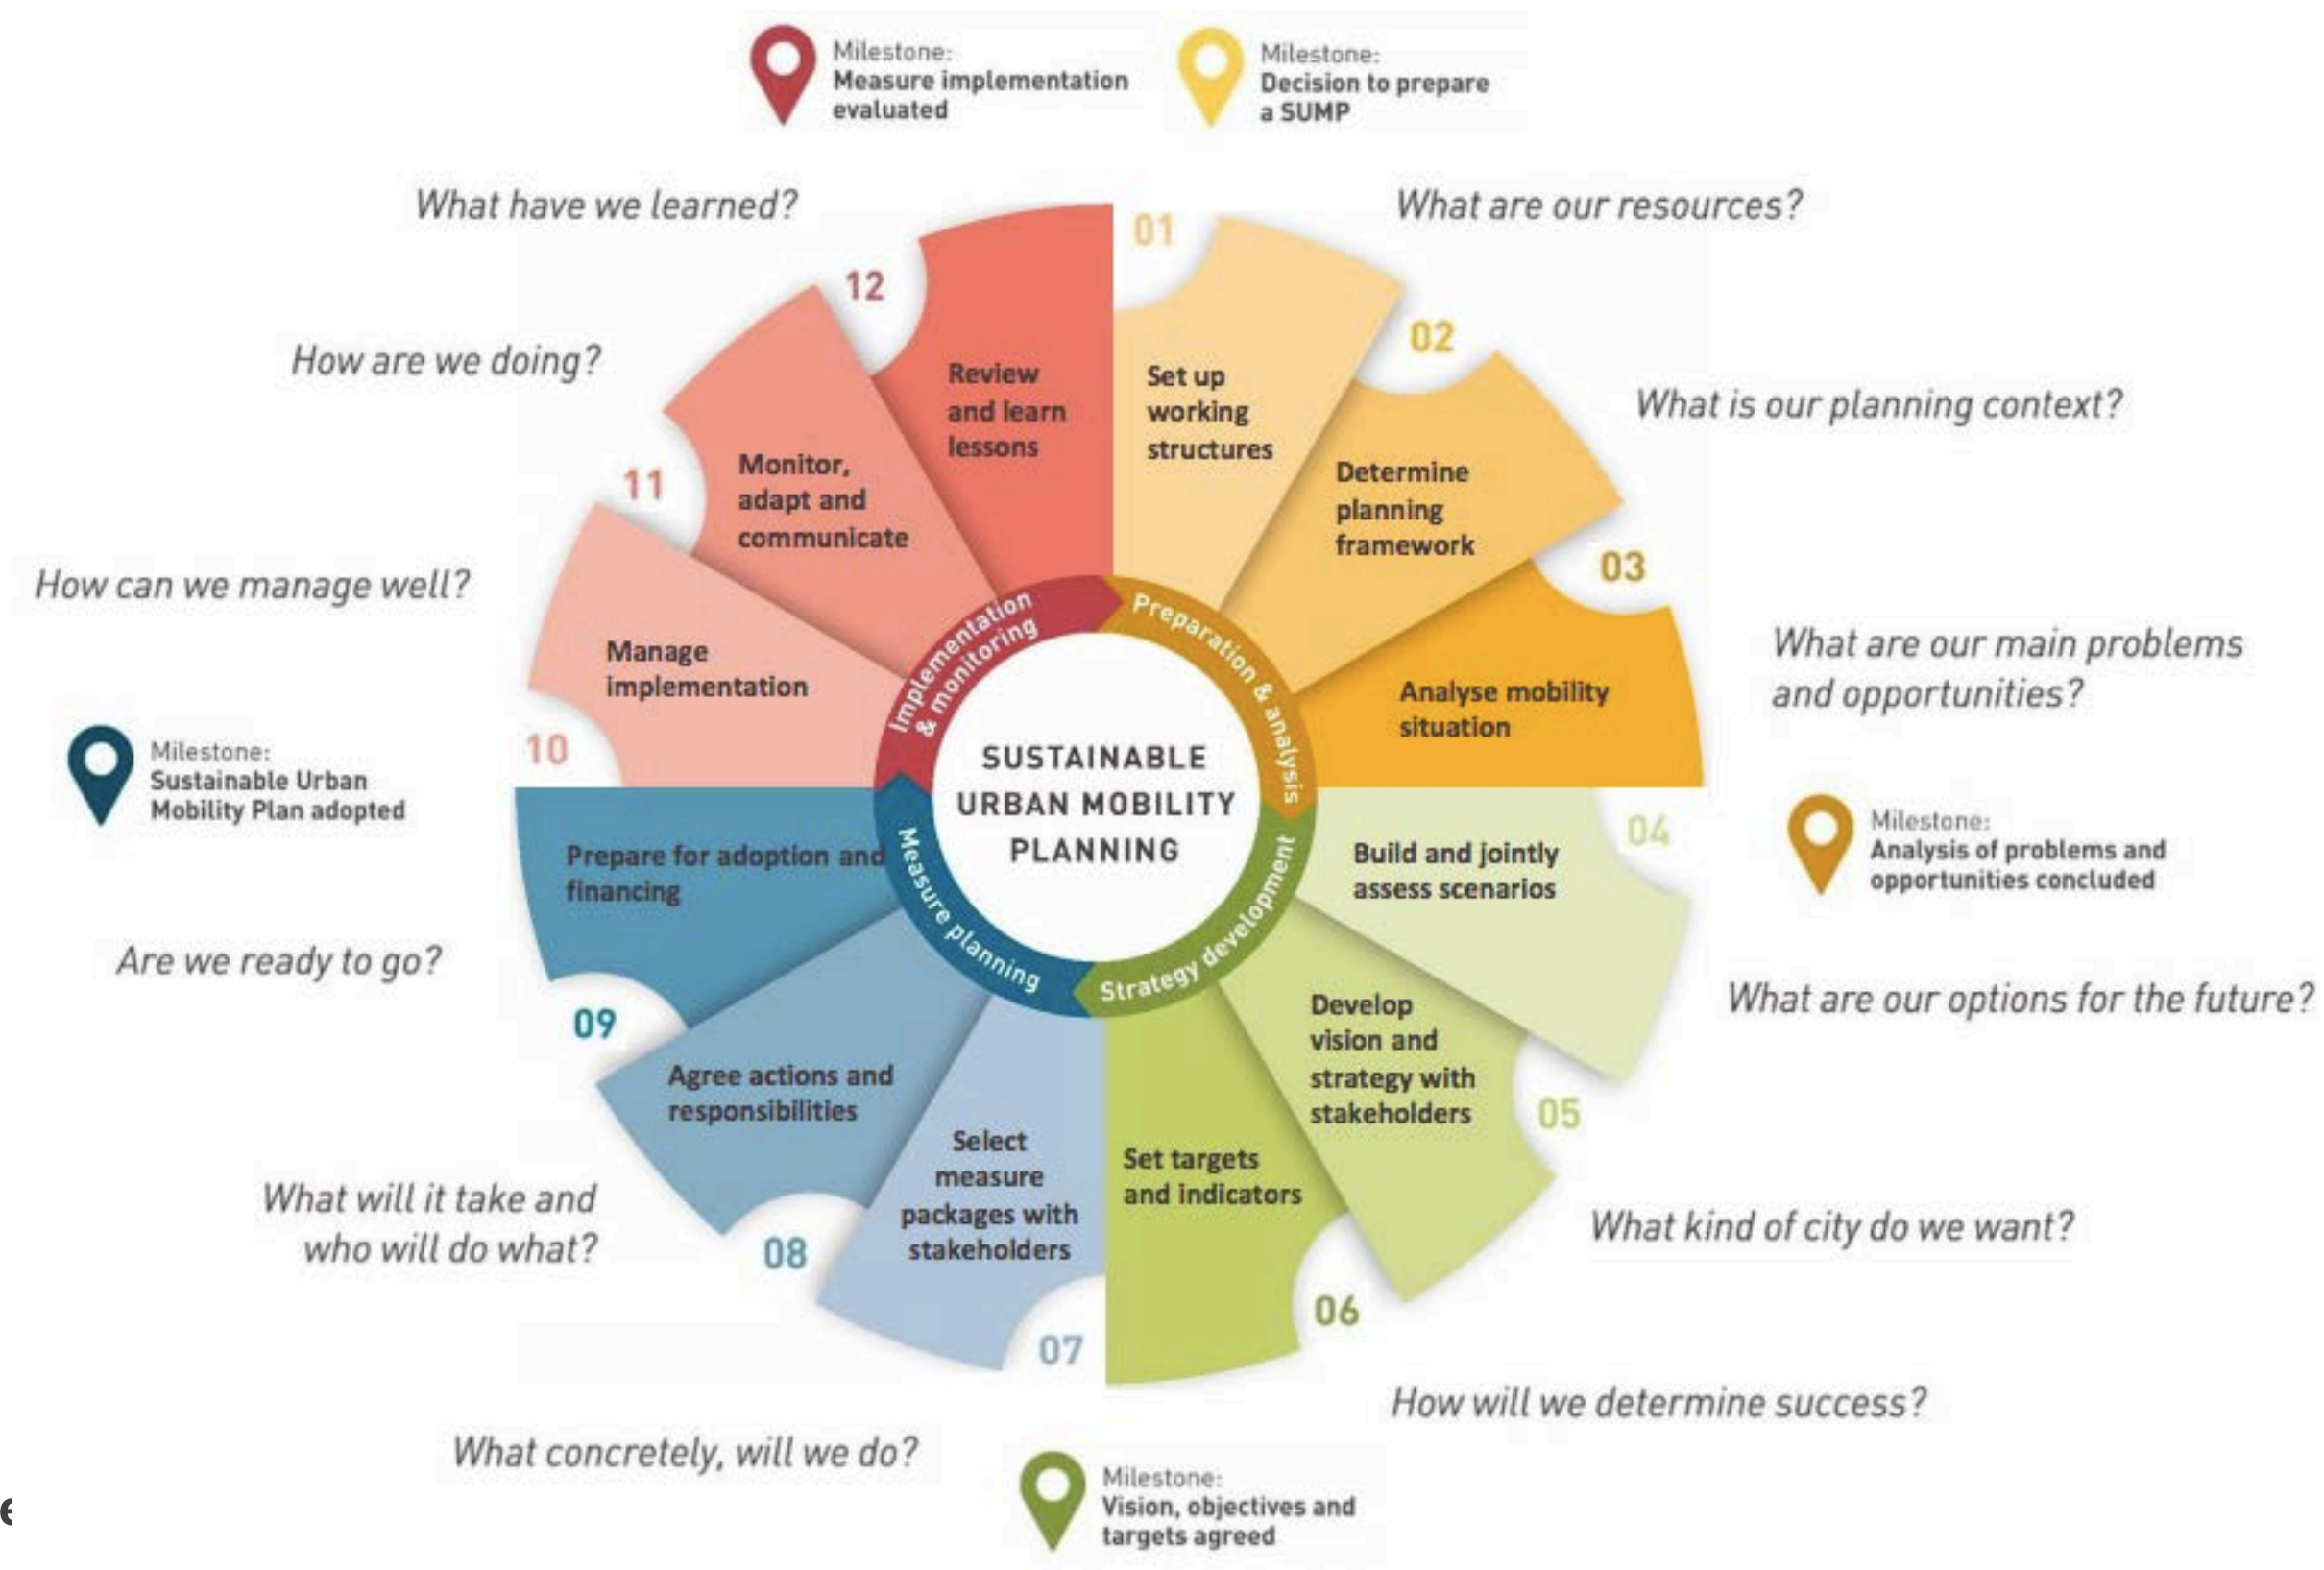 Milestone:
Measure implementation
evaluated
Milestone:
Decision to prepare
a SUMP
What have we learned?
What are our resources?
01
12
02
How are we doing?
Review
and learn
lessons
Set up
working
structures
What is our planning context?
11
Monitor,
adapt and
communicate
Determine
planning
framework
03
How can we manage well?
Manage
implementation
Implementation
& monitoring
Preparation & analysis
Analyse mobility
situation
What are our main problems
and opportunities?
10
Milestone:
Sustainable Urban
Mobility Plan adopted
SUSTAINABLE
URBAN MOBILITY
PLANNING
04
Milestone:
Analysis of problems and
opportunities concluded
Prepare for adoption and
financing
Measure planning
Strategy development
Build and jointly
assess scenarios
Are we ready to go?
What are our options for the future?
09
Develop
vision and
strategy with
stakeholders
05
Agree actions and
responsibilities
Select
measure
packages with
stakeholders
Set targets
and indicators
What will it take and
who will do what?
08
What kind of city do we want?
06
07
How will we determine success?
What concretely, will we do?
Milestone:
Vision, objectives and
targets agreed